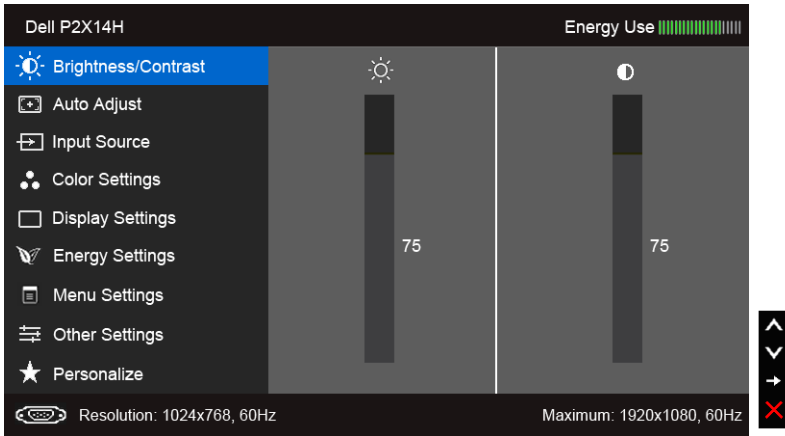 Dell P2X14H
Energy Use
Brightness/Contrast
Auto Adjust
Input Source
Color Settings
Display Settings
Energy Settings
Menu Settings
Other Settings
Personalize
75
75
Resolution: 1024x768, 60Hz
Maximum: 1920x1080, 60Hz